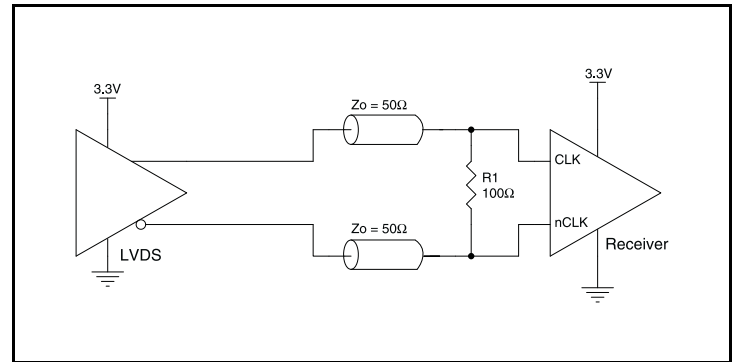 3.3V
3.3V
Zo = 50Ω
CLK
R1
100Ω
Zo = 50Ω
nCLK
Receiver
LVDS